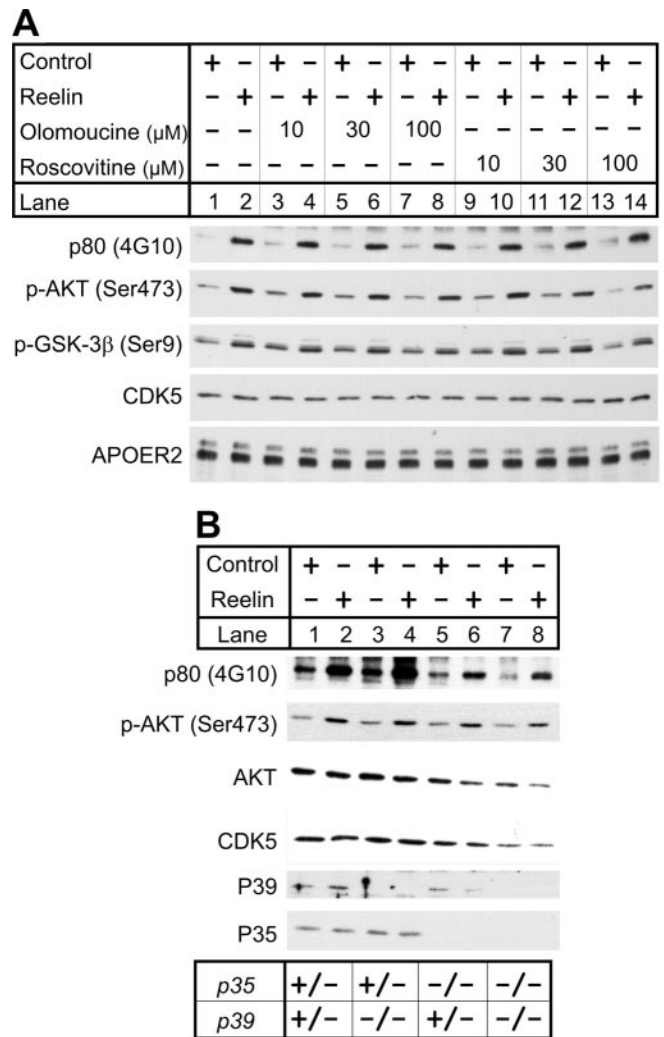 A
Control + − + − + − + − + − + − + −
Reelin − + − + − + − + − + − + − +
Olomoucine (μM) − − 10 30 100 − − − − − −
Roscovitine (μM) − − − − − − − − 10 30 100
Lane 1 2 3 4 5 6 7 8 9 10 11 12 13 14
p80 (4G10)
p-AKT (Ser473)
p-GSK-3β (Ser9)
CDK5
APOER2
B
Control + − + − + − + −
Reelin − + − + − + − +
Lane 1 2 3 4 5 6 7 8
p80 (4G10)
p-AKT (Ser473)
AKT
CDK5
P39
P35
p35 +/− +/− −/− −/−
p39 +/− −/− +/− −/−